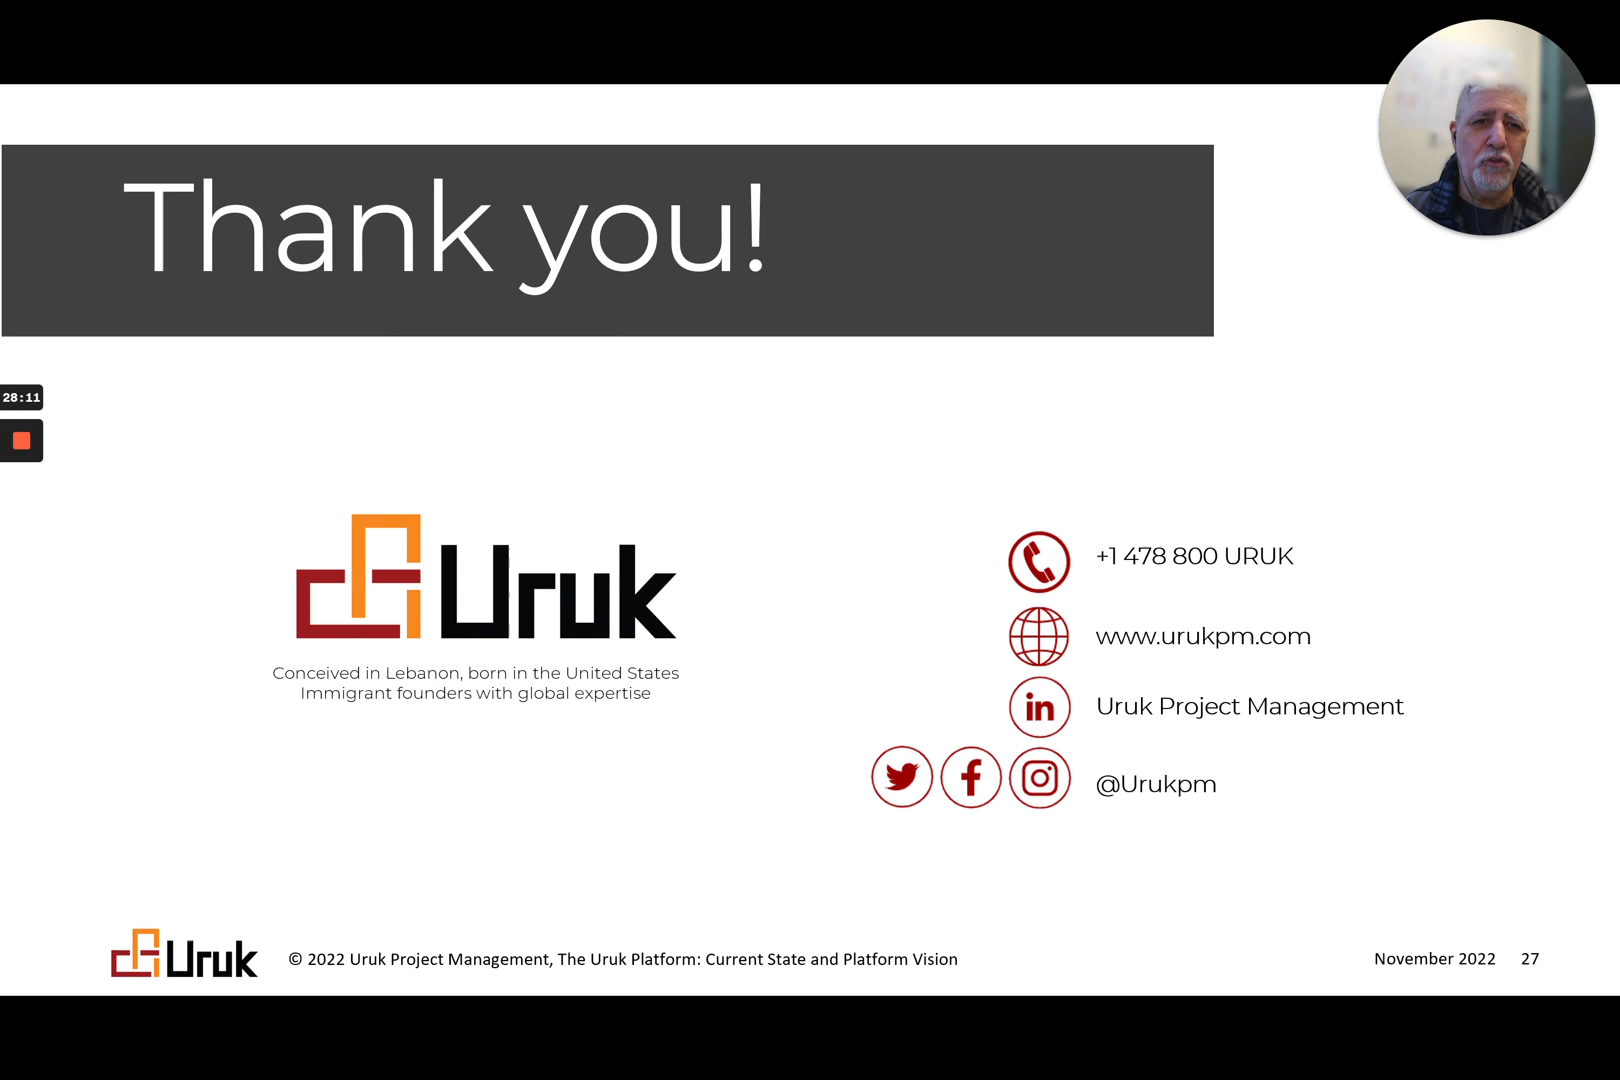 Thank you!
28:11
Uruk
Conceived in Lebanon, born in the United States
Immigrant founders with global expertise
+1 478 800 URUK
www.urukpm.com
in Uruk Project Management
@Urukpm
Uruk © 2022 Uruk Project Management, The Uruk Platform: Current State and Platform Vision November 2022 27